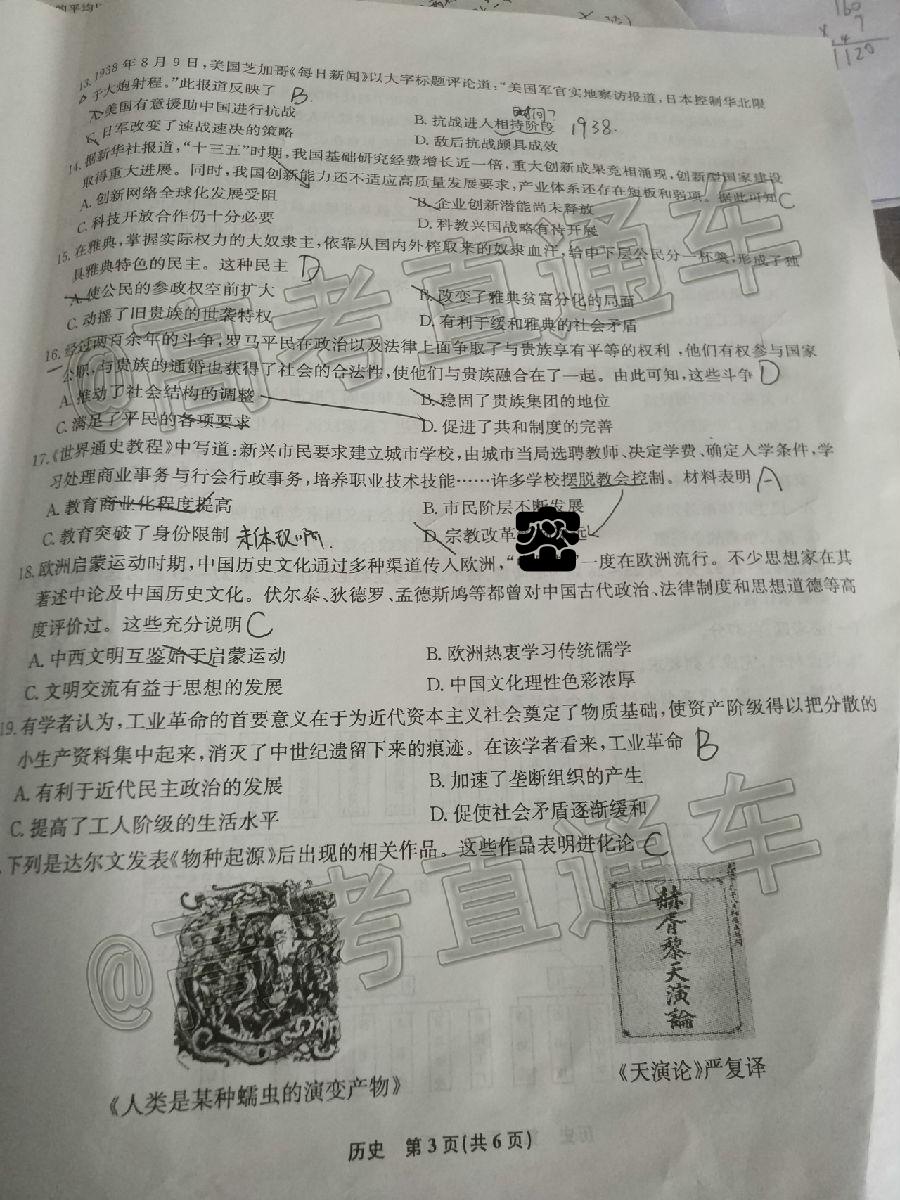 的平均
160
× 7
1120
13. 1938年8月9日，美国芝加哥《每日新闻》以大字标题评论道：“美国军官实地察访报道，日本控制华北限
于大炮射程。”此报道反映了 B
A. 美国有意援助中国进行抗战
B. 抗战进入相持阶段 时间? 1938.
C. 日军改变了速战速决的策略
D. 敌后抗战颇具成效
14. 据新华社报道，“十三五”时期，我国基础研究经费增长近一倍，重大创新成果竞相涌现，创新型国家建设
取得重大进展。同时，我国创新能力还不适应高质量发展要求，产业体系还存在短板和弱项。据此可知 C
A. 创新网络全球化发展受阻
B. 企业创新潜能尚未释放
C. 科技开放合作仍十分必要
D. 科教兴国战略有待开展
15. 在雅典，掌握实际权力的大奴隶主，依靠从国内外榨取来的奴隶血汗，给中下层公民分一杯羹，形成了独
具雅典特色的民主。这种民主 D
A. 使公民的参政权空前扩大
B. 改变了雅典贫富分化的局面
C. 动摇了旧贵族的世袭特权
D. 有利于缓和雅典的社会矛盾
16. 经过两百余年的斗争，罗马平民在政治以及法律上面争取了与贵族享有平等的权利，他们有权参与国家
公职，与贵族的通婚也获得了社会的合法性，使他们与贵族融合在了一起。由此可知，这些斗争 D
A. 推动了社会结构的调整
B. 稳固了贵族集团的地位
C. 满足了平民的各项要求
D. 促进了共和制度的完善
17.《世界通史教程》中写道：新兴市民要求建立城市学校，由城市当局选聘教师、决定学费、确定入学条件，学
习处理商业事务与行会行政事务，培养职业技术技能……许多学校摆脱教会控制。材料表明 A
A. 教育商业化程度提高
B. 市民阶层不断发展
C. 教育突破了身份限制 未体现
D. 宗教改革 远
18. 欧洲启蒙运动时期，中国历史文化通过多种渠道传入欧洲，“ ”一度在欧洲流行。不少思想家在其
著述中论及中国历史文化。伏尔泰、狄德罗、孟德斯鸠等都曾对中国古代政治、法律制度和思想道德等高
度评价过。这些充分说明 C
A. 中西文明互鉴始于启蒙运动
B. 欧洲热衷学习传统儒学
C. 文明交流有益于思想的发展
D. 中国文化理性色彩浓厚
19. 有学者认为，工业革命的首要意义在于为近代资本主义社会奠定了物质基础，使资产阶级得以把分散的
小生产资料集中起来，消灭了中世纪遗留下来的痕迹。在该学者看来，工业革命 B
A. 有利于近代民主政治的发展
B. 加速了垄断组织的产生
C. 提高了工人阶级的生活水平
D. 促使社会矛盾逐渐缓和
下列是达尔文发表《物种起源》后出现的相关作品。这些作品表明进化论 C
赫胥黎天演論
《人类是某种蠕虫的演变产物》
《天演论》严复译
历史 第3页(共6页)
@高考直通车
@高考直通车